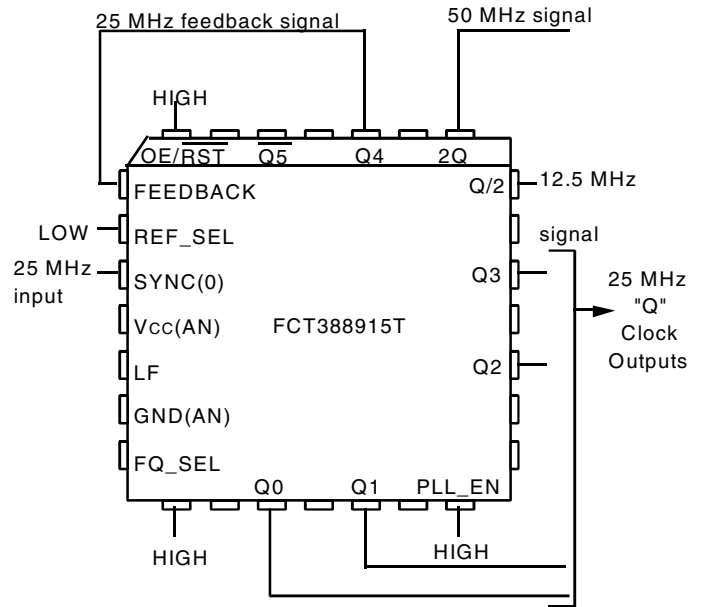 25 MHz feedback signal
50 MHz signal
HIGH
OE/RST Q5 Q4 2Q
FEEDBACK
Q/2
12.5 MHz
signal
LOW
REF_SEL
25 MHz
input
SYNC(0)
Q3
25 MHz
"Q"
Clock
Outputs
VCC(AN)
FCT388915T
LF
Q2
GND(AN)
FQ_SEL
Q0 Q1 PLL_EN
HIGH
HIGH